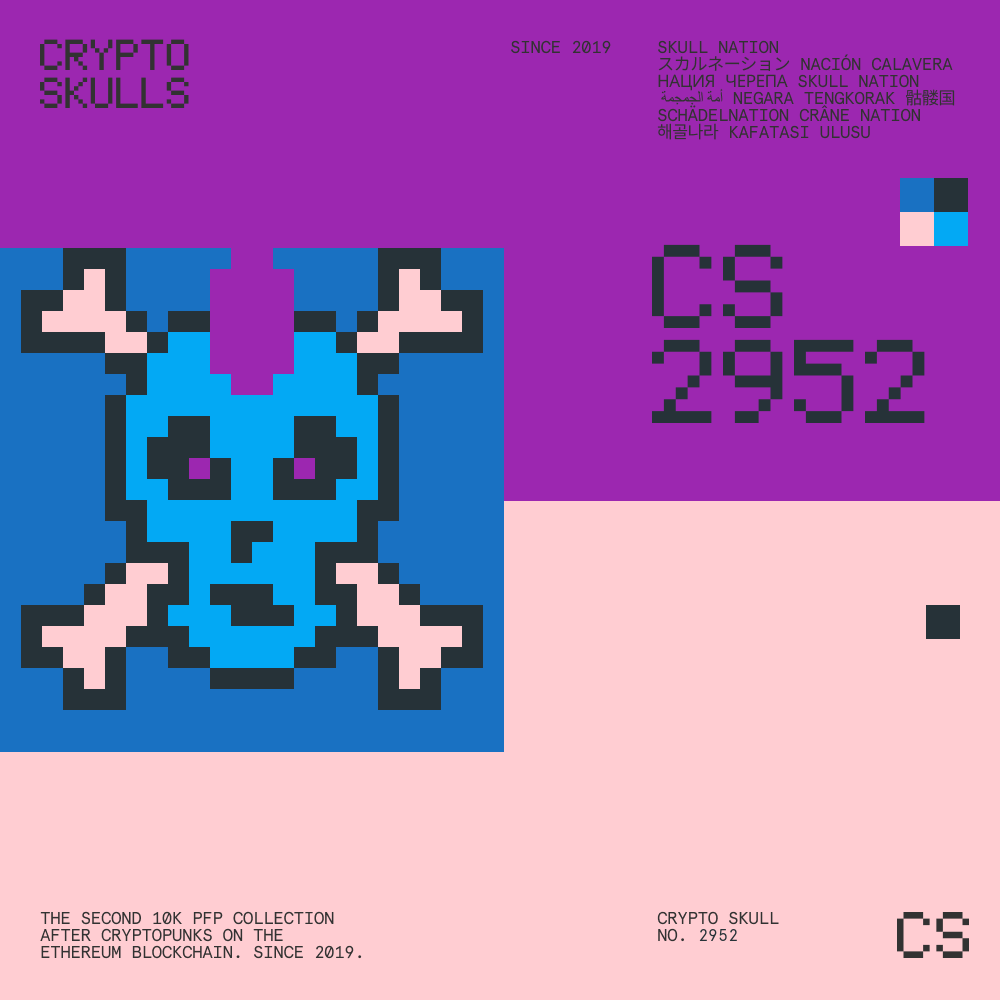 CRYPTO
SKULLS
SINCE 2019
SKULL NATION
スカルネーション NACIÓN CALAVERA
НАЦИЯ ЧЕРЕПА SKULL NATION
أمة الجمجمة NEGARA TENGKORAK 骷髅国
SCHÄDELNATION CRÂNE NATION
해골나라 KAFATASI ULUSU
CS
2952
THE SECOND 10K PFP COLLECTION
AFTER CRYPTOPUNKS ON THE
ETHEREUM BLOCKCHAIN. SINCE 2019.
CRYPTO SKULL
NO. 2952
CS